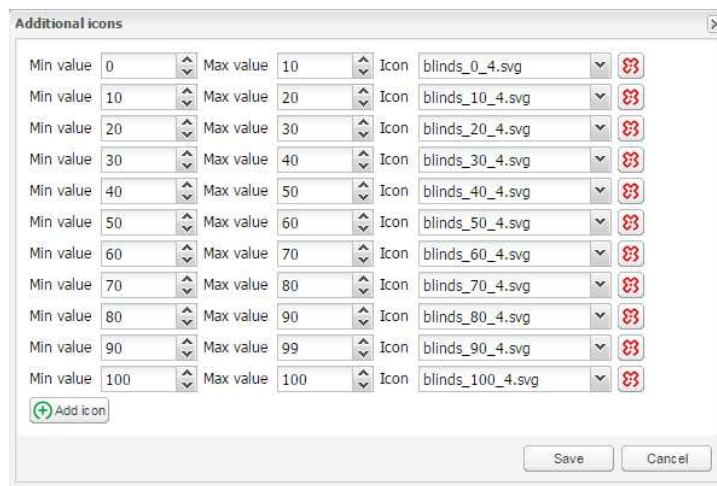 Additional icons
Min value 0 Max value 10 Icon blinds_0_4.svg
Min value 10 Max value 20 Icon blinds_10_4.svg
Min value 20 Max value 30 Icon blinds_20_4.svg
Min value 30 Max value 40 Icon blinds_30_4.svg
Min value 40 Max value 50 Icon blinds_40_4.svg
Min value 50 Max value 60 Icon blinds_50_4.svg
Min value 60 Max value 70 Icon blinds_60_4.svg
Min value 70 Max value 80 Icon blinds_70_4.svg
Min value 80 Max value 90 Icon blinds_80_4.svg
Min value 90 Max value 99 Icon blinds_90_4.svg
Min value 100 Max value 100 Icon blinds_100_4.svg
Add icon
Save Cancel